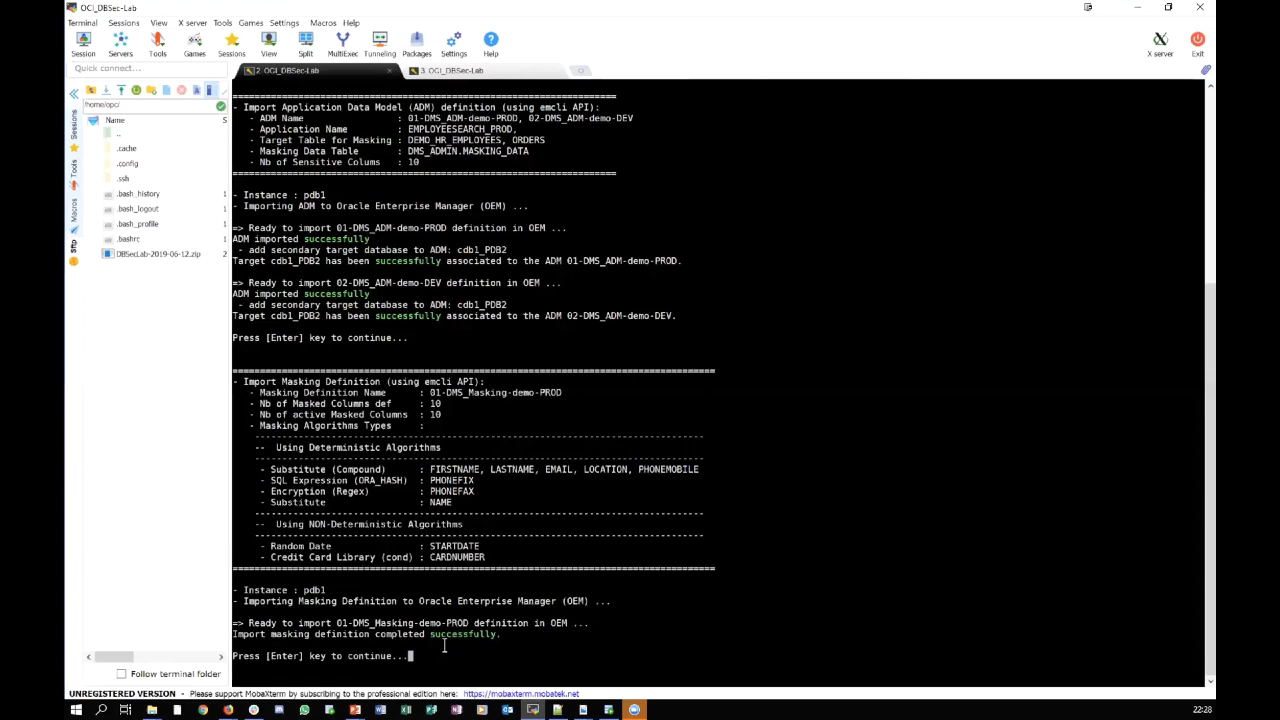 OCI_DBSec-Lab
Terminal Sessions View X server Tools Games Settings Macros Help
Session Servers Tools Games Sessions View Split MultiExec Tunneling Packages Settings Help X server Exit
Quick connect...
2. OCI_DBSec-Lab
3. OCI_DBSec-Lab
/home/opc/
Name S
..
.cache
.config
.ssh
.bash_history 1
.bash_logout 1
.bash_profile 1
.bashrc 1
DBSecLab-2019-06-12.zip 2
Sessions
Tools
Macros
Sftp
Follow terminal folder
=====================================================================
- Import Application Data Model (ADM) definition (using emcli API):
- ADM Name : 01-DMS_ADM-demo-PROD, 02-DMS_ADM-demo-DEV
- Application Name : EMPLOYEESEARCH_PROD,
- Target Table for Masking : DEMO_HR_EMPLOYEES, ORDERS
- Masking Data Table : DMS_ADMIN.MASKING_DATA
- Nb of Sensitive Colums : 10
=====================================================================
- Instance : pdb1
- Importing ADM to Oracle Enterprise Manager (OEM) ...
=> Ready to import 01-DMS_ADM-demo-PROD definition in OEM ...
ADM imported successfully
- add secondary target database to ADM: cdb1_PDB2
Target cdb1_PDB2 has been successfully associated to the ADM 01-DMS_ADM-demo-PROD.
=> Ready to import 02-DMS_ADM-demo-DEV definition in OEM ...
ADM imported successfully
- add secondary target database to ADM: cdb1_PDB2
Target cdb1_PDB2 has been successfully associated to the ADM 02-DMS_ADM-demo-DEV.
Press [Enter] key to continue...
=======================================================================================
- Import Masking Definition (using emcli API):
- Masking Definition Name : 01-DMS_Masking-demo-PROD
- Nb of Masked Columns def : 10
- Nb of active Masked Columns : 10
- Masking Algorithms Types :
---------------------------------------------------------------------------------
-- Using Deterministic Algorithms
---------------------------------------------------------------------------------
- Substitute (Compound) : FIRSTNAME, LASTNAME, EMAIL, LOCATION, PHONEMOBILE
- SQL Expression (ORA_HASH) : PHONEFIX
- Encryption (Regex) : PHONEFAX
- Substitute : NAME
---------------------------------------------------------------------------------
-- Using NON-Deterministic Algorithms
---------------------------------------------------------------------------------
- Random Date : STARTDATE
- Credit Card Library (cond) : CARDNUMBER
=======================================================================================
- Instance : pdb1
- Importing Masking Definition to Oracle Enterprise Manager (OEM) ...
=> Ready to import 01-DMS_Masking-demo-PROD definition in OEM ...
Import masking definition completed successfully.
Press [Enter] key to continue...
UNREGISTERED VERSION - Please support MobaXterm by subscribing to the professional edition here: https://mobaxterm.mobatek.net
22:28